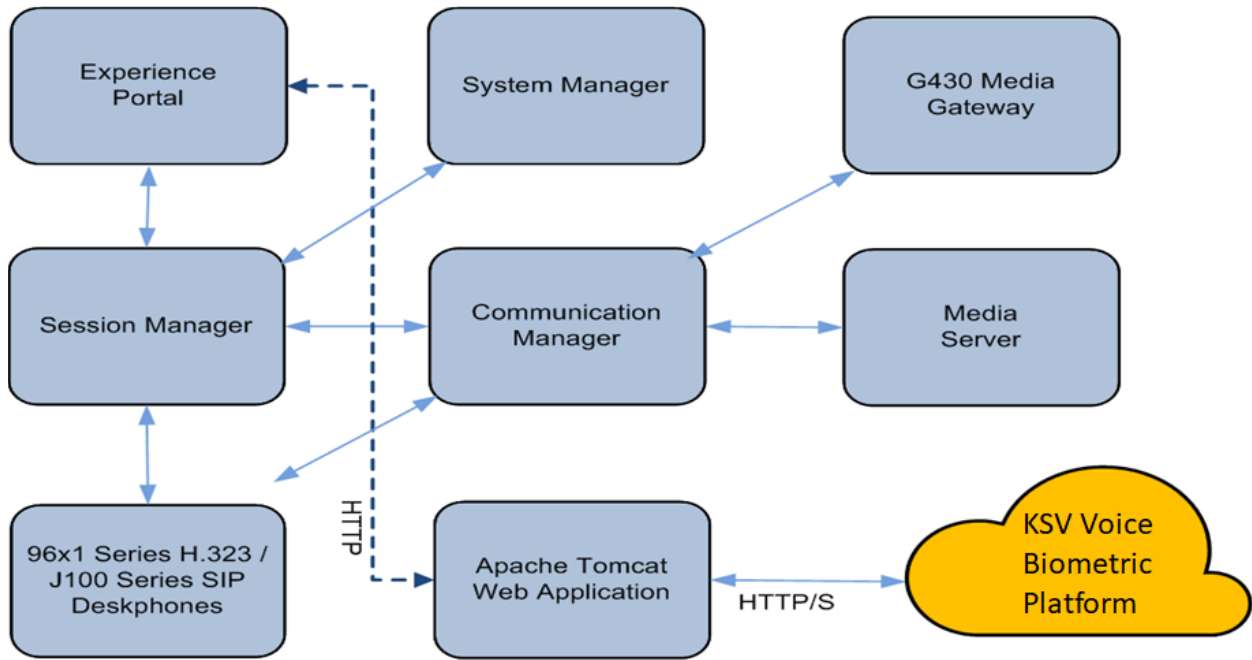 Experience
Portal
System Manager
G430 Media
Gateway
Session Manager
Communication
Manager
Media
Server
HTTP
96x1 Series H.323 /
J100 Series SIP
Deskphones
Apache Tomcat
Web Application
HTTP/S
KSV Voice
Biometric
Platform